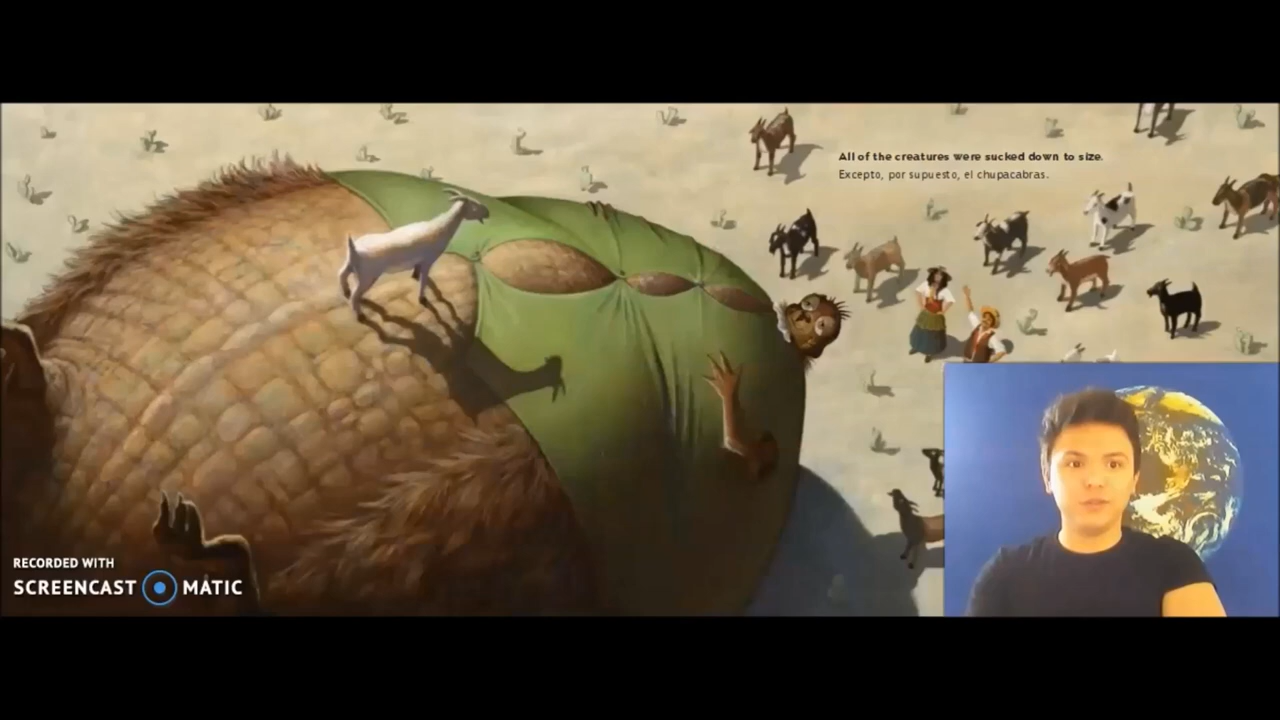 All of the creatures were sucked down to size.
Excepto, por supuesto, el chupacabras.
RECORDED WITH
SCREENCAST MATIC